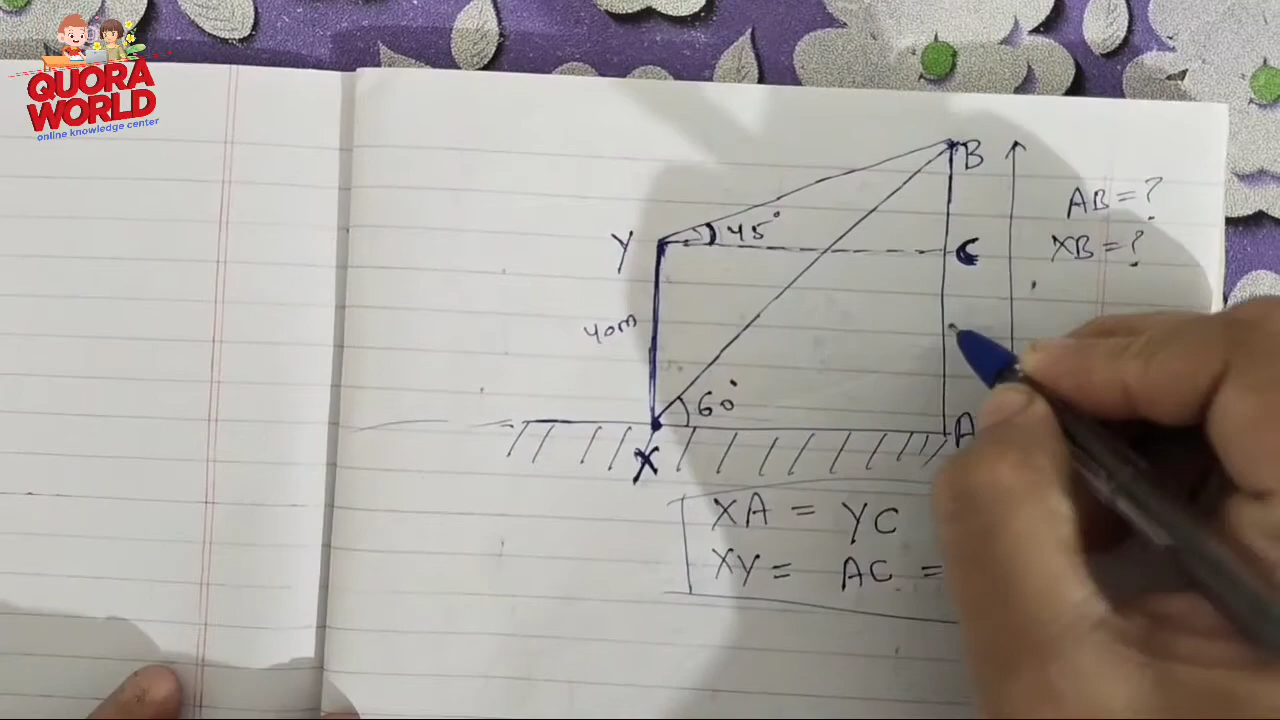 QUORA
WORLD
online knowledge center
B
AB = ?
Y
45°
XB = ?
C
40m
60°
A
X
XA = YC
XY = AC =